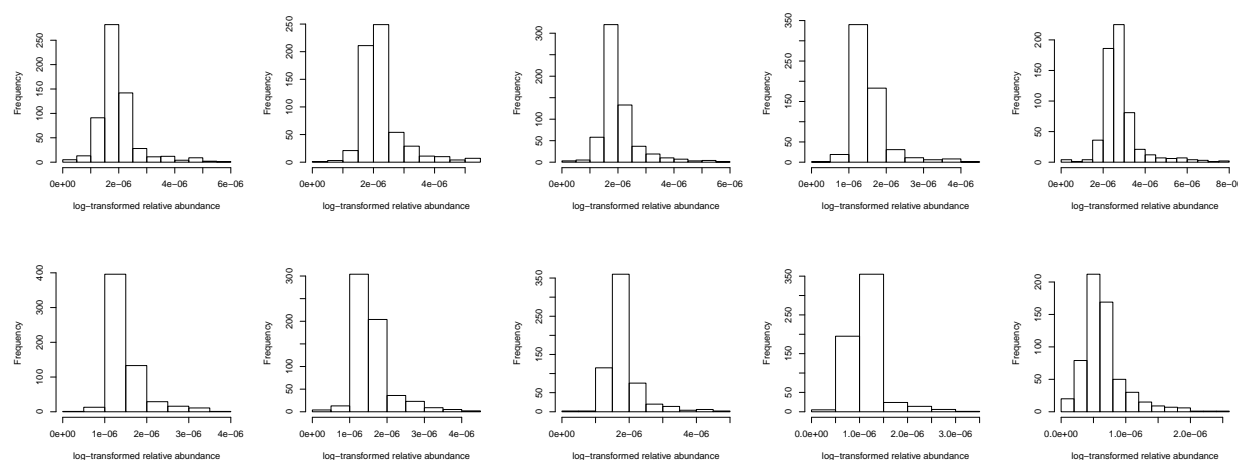 Frequency
0 50 100 150 200 250
0e+00 2e−06 4e−06 6e−06
log−transformed relative abundance
Frequency
0 50 100 150 200 250
0e+00 2e−06 4e−06
log−transformed relative abundance
Frequency
0 50 100 200 300
0e+00 2e−06 4e−06 6e−06
log−transformed relative abundance
Frequency
0 50 150 250 350
0e+00 1e−06 2e−06 3e−06 4e−06
log−transformed relative abundance
Frequency
0 50 100 150 200
0e+00 2e−06 4e−06 6e−06 8e−0
log−transformed relative abundance
Frequency
0 100 200 300 400
0e+00 1e−06 2e−06 3e−06 4e−06
log−transformed relative abundance
Frequency
0 50 100 200 300
0e+00 1e−06 2e−06 3e−06 4e−06
log−transformed relative abundance
Frequency
0 50 150 250 350
0e+00 2e−06 4e−06
log−transformed relative abundance
Frequency
0 50 150 250 350
0.0e+00 1.0e−06 2.0e−06 3.0e−06
log−transformed relative abundance
Frequency
0 50 100 150 200
0.0e+00 1.0e−06 2.0e−06
log−transformed relative abundance